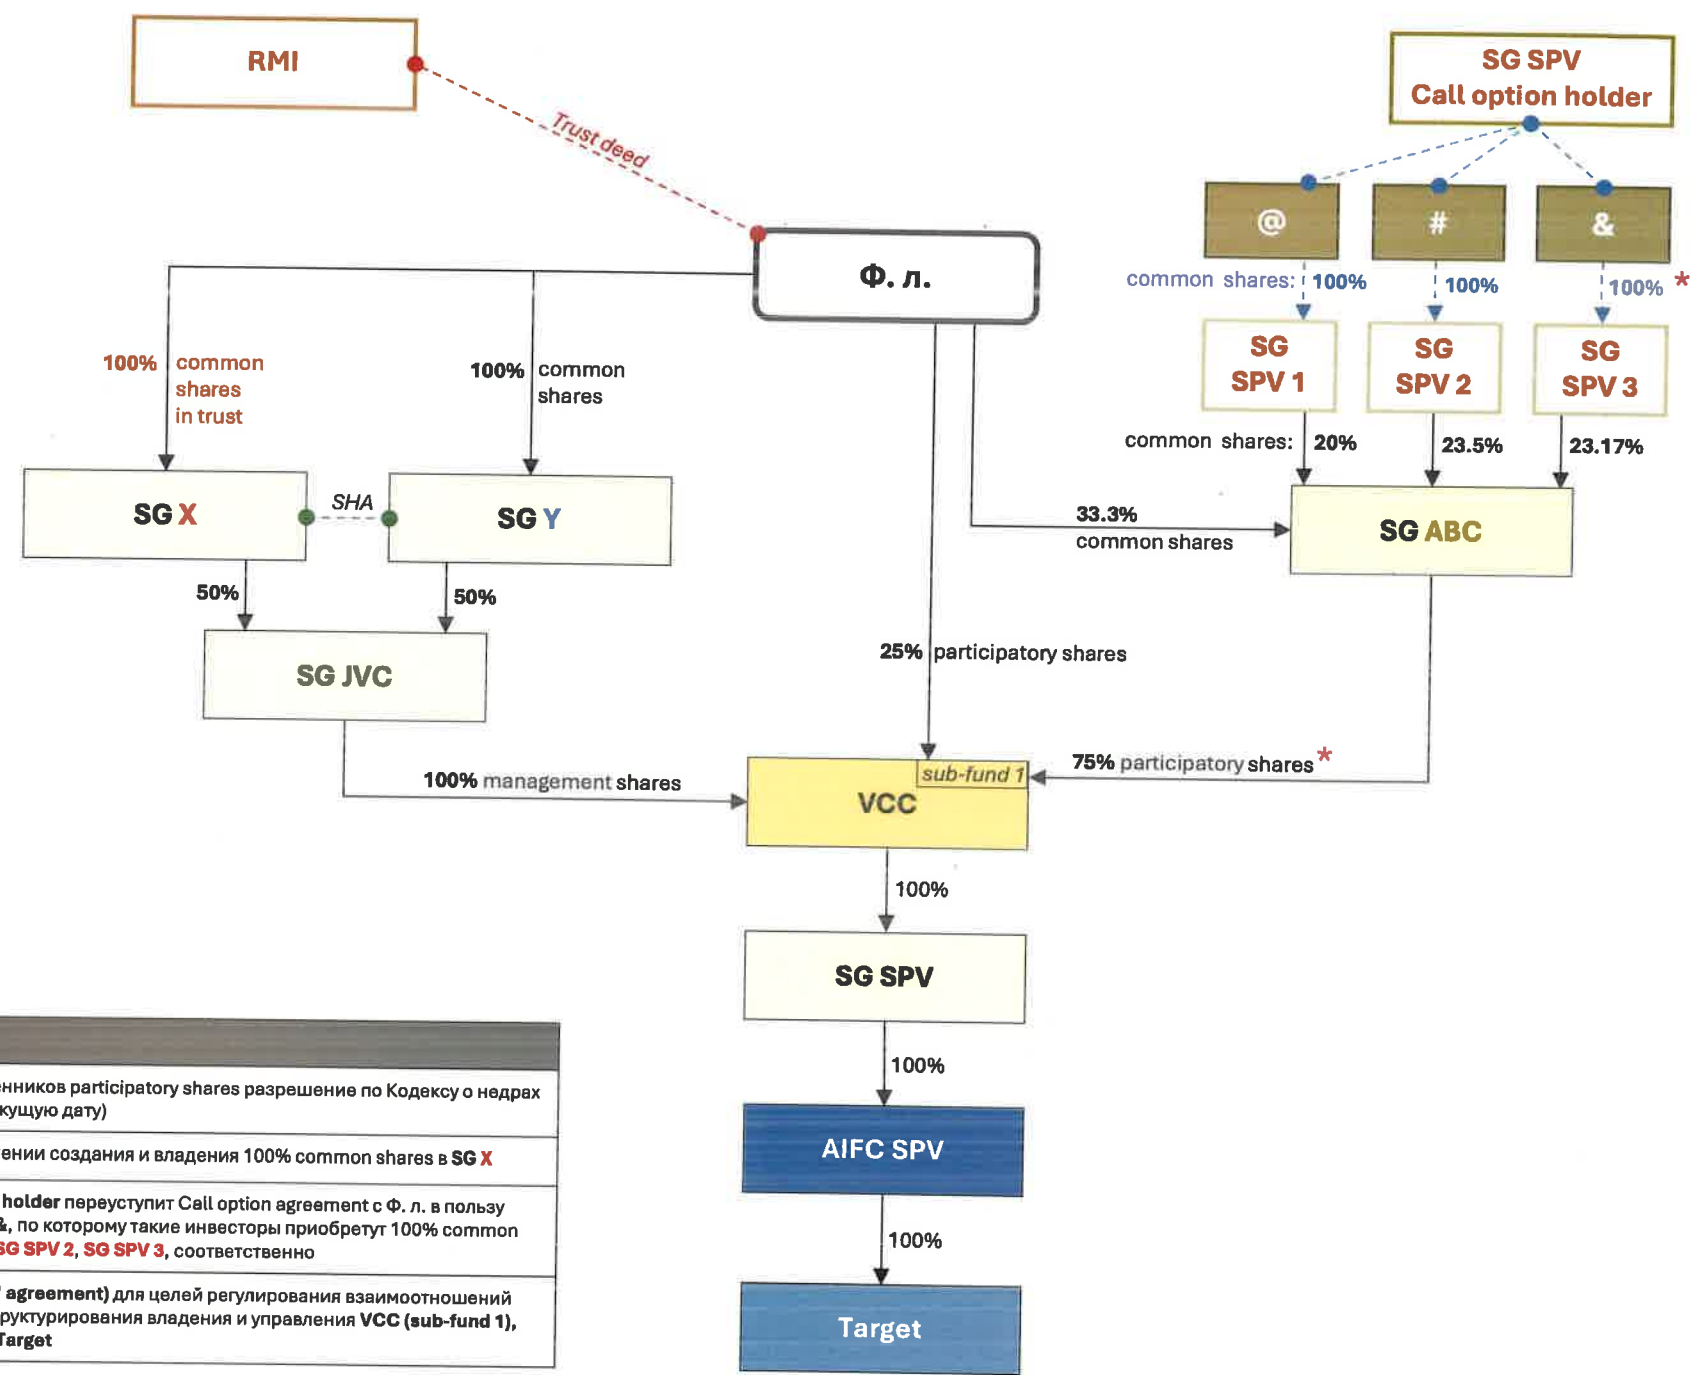 RMI
SG SPV
Call option holder
Trust deed
@
#
&
Ф. л.
common shares:
100%
100%
100% *
SG
SPV 1
SG
SPV 2
SG
SPV 3
100%
common
shares
in trust
100%
common
shares
common shares:
20%
23.5%
23.17%
SG X
SHA
SG Y
33.3%
common shares
SG ABC
50%
50%
SG JVC
25% participatory shares
75% participatory shares *
sub-fund 1
VCC
100% management shares
100%
SG SPV
100%
AIFC SPV
100%
Target
енников participatory shares разрешение по Кодексу о недрах
кущую дату)
ении создания и владения 100% common shares в SG X
holder переуступит Call option agreement с Ф. л. в пользу
&, по которому такие инвесторы приобретут 100% common
SG SPV 2, SG SPV 3, соответственно
agreement) для целей регулирования взаимоотношений
руктурирования владения и управления VCC (sub-fund 1),
Target